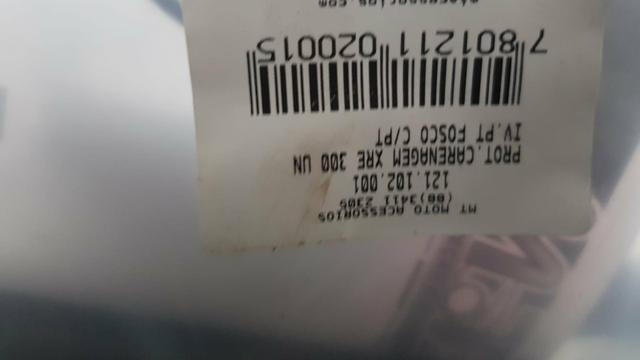 MT MOTO ACESSORIOS
(88)3411 2305
121.102.001
PROT.CARENAGEM XRE 300 UN
IV.PT FOSCO C/PT
7 801211 020015